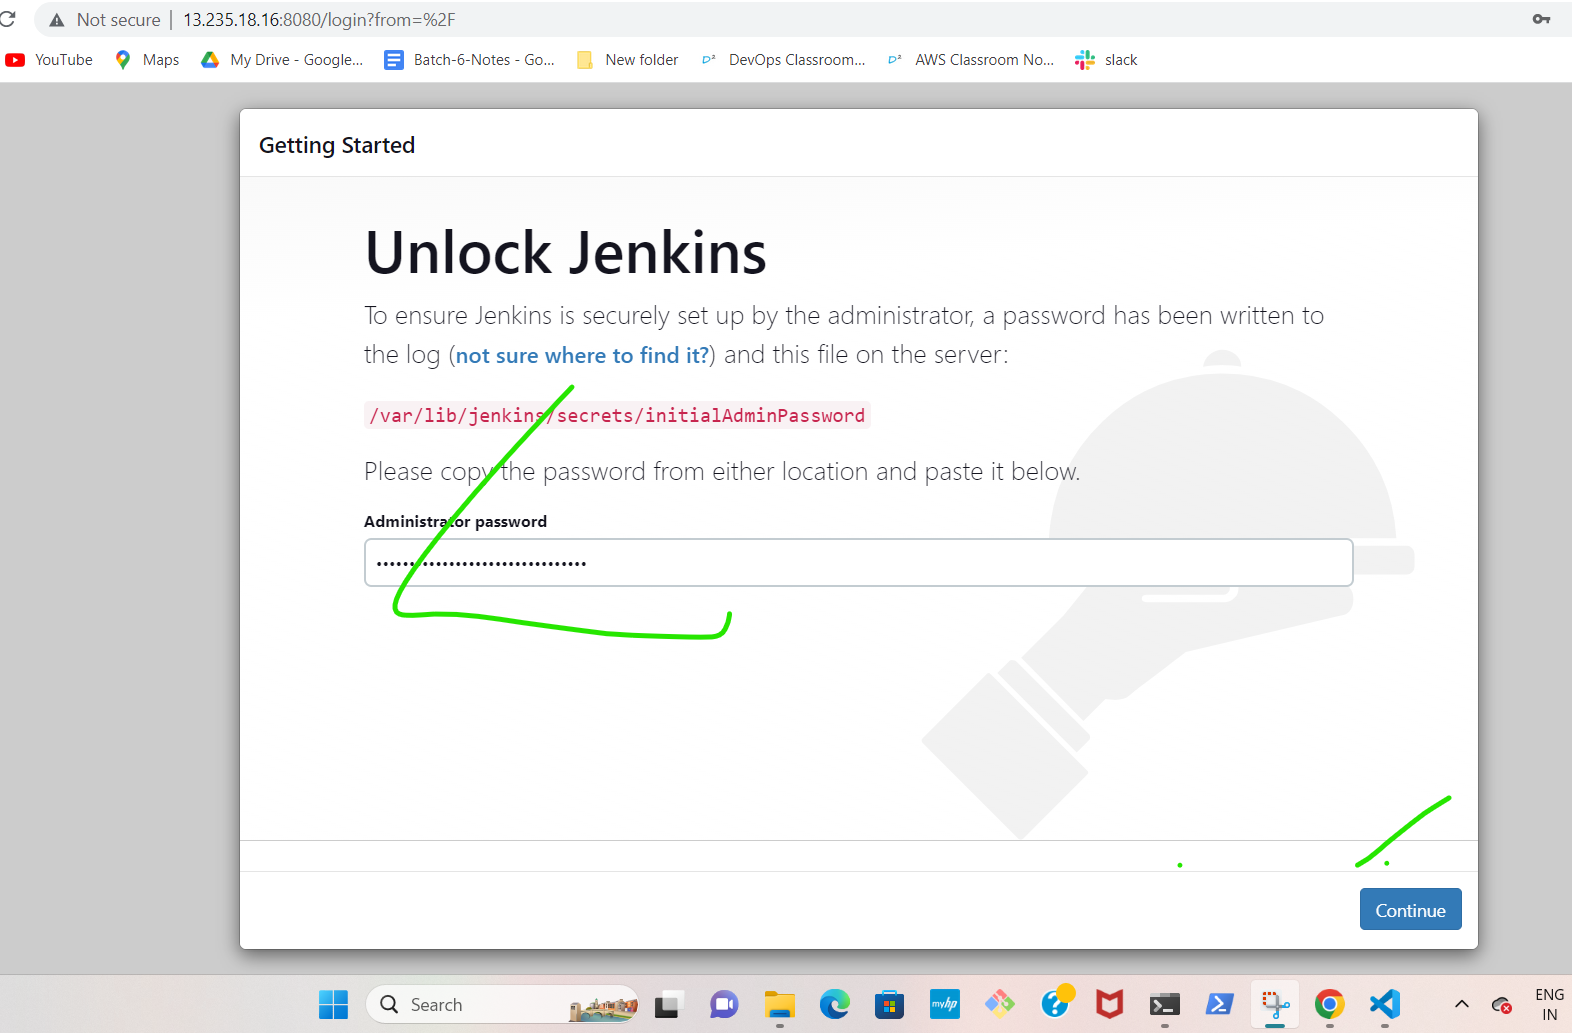 Not secure | 13.235.18.16:8080/login?from=%2F
YouTube Maps My Drive - Google... Batch-6-Notes - Go... New folder D² DevOps Classroom... D² AWS Classroom No... slack
Getting Started
Unlock Jenkins
To ensure Jenkins is securely set up by the administrator, a password has been written to
the log (not sure where to find it?) and this file on the server:
/var/lib/jenkins/secrets/initialAdminPassword
Please copy the password from either location and paste it below.
Administrator password
••••••••••••••••••••••••••••••••
Continue
Search myhp ENG
IN